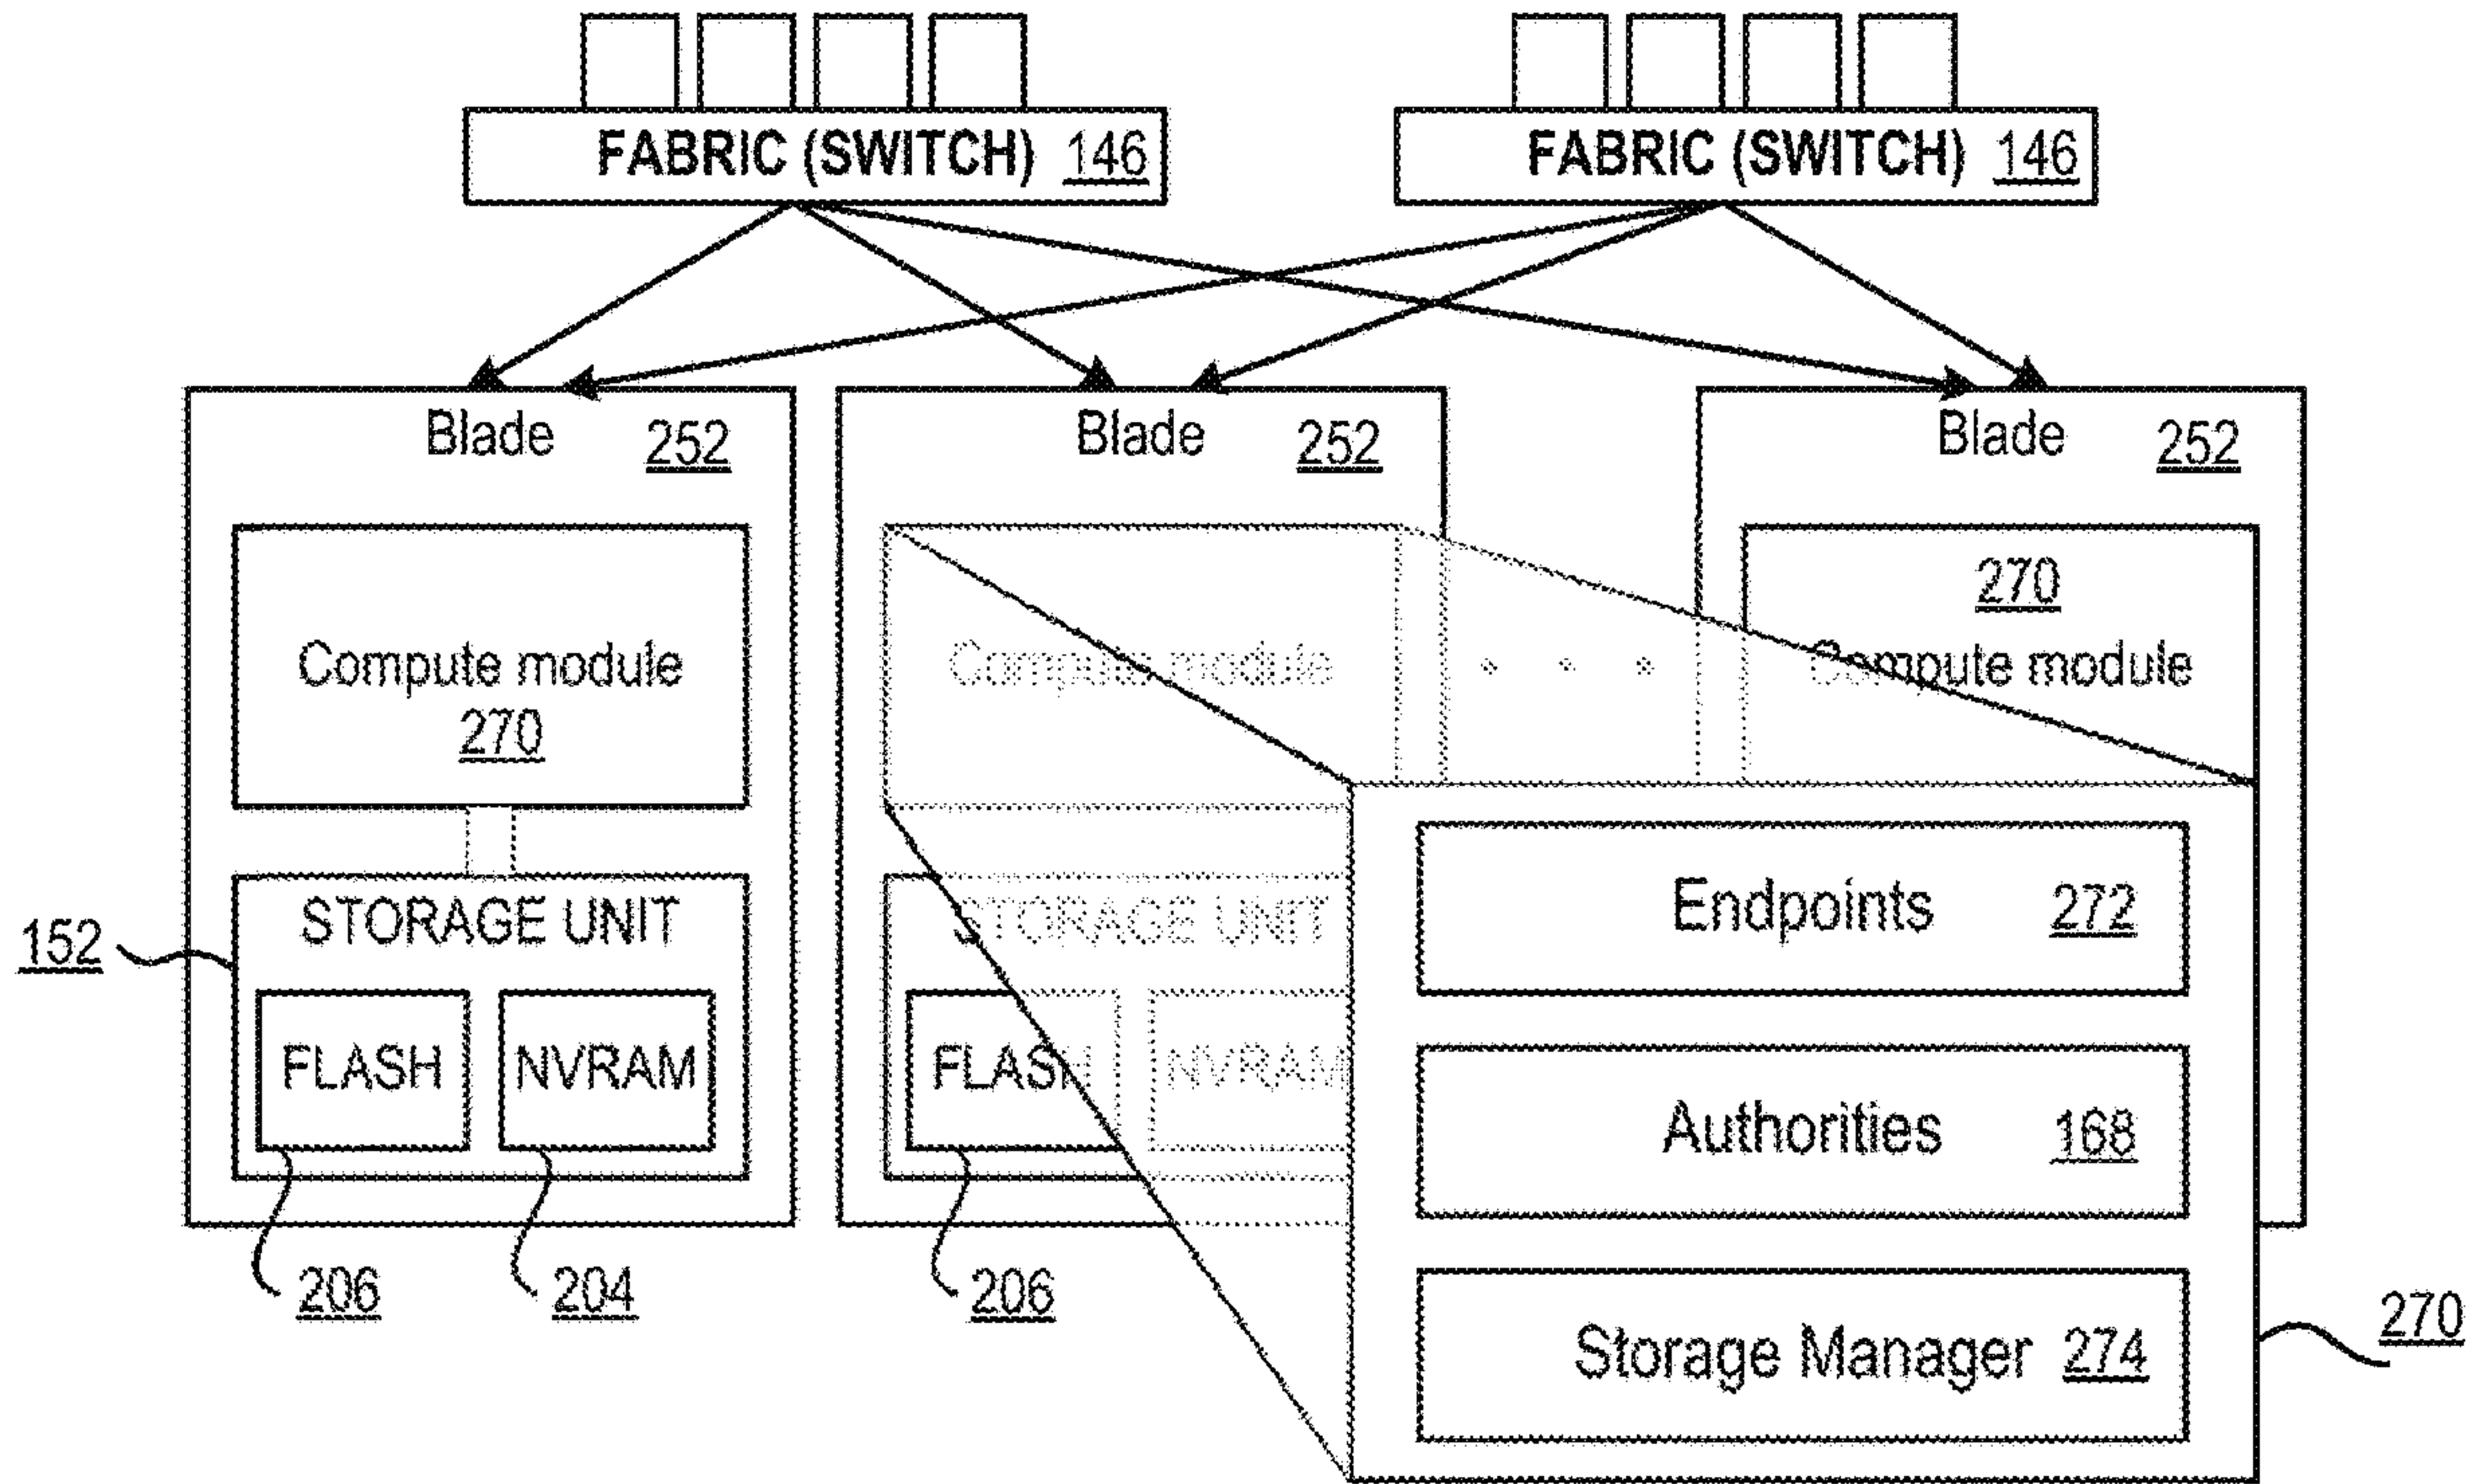 FABRIC (SWITCH) 146
FABRIC (SWITCH) 146
Blade 252
Blade 252
Blade 252
270
Compute module
270
Compute module
Compute module
152
STORAGE UNIT
FLASH
NVRAM
206
204
STORAGE UNIT
FLASH
NVRAM
206
Endpoints 272
Authorities 168
Storage Manager 274
270